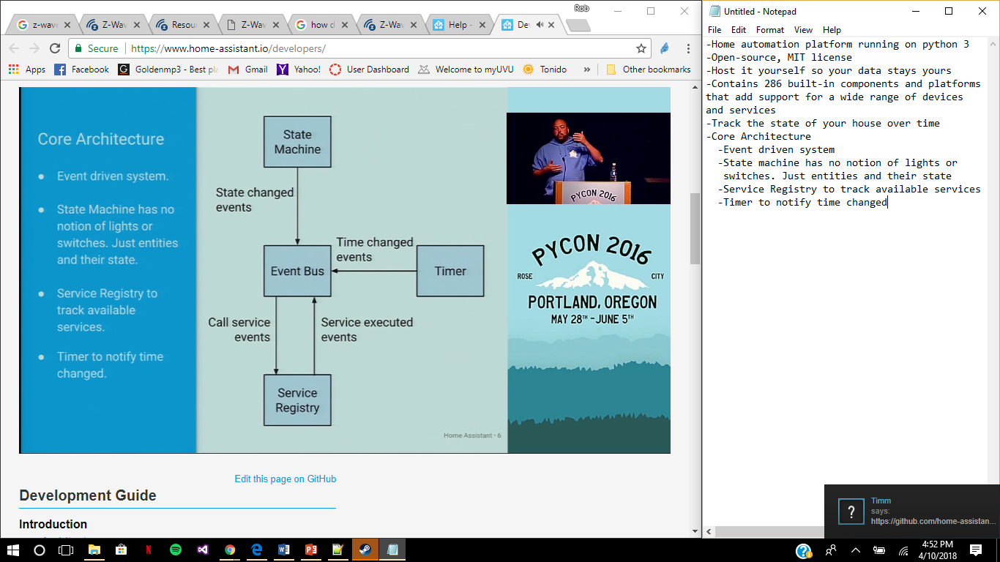 Rob
z-wave
Z-Wav
Resou
Z-Wav
how d
Z-Wav
Help -
Dev
Secure
https://www.home-assistant.io/developers/
Apps
Facebook
Goldenmp3 - Best pla
Gmail
Yahoo!
User Dashboard
Welcome to myUVU
Tonido
»
Other bookmarks
Core Architecture
● Event driven system.
● State Machine has no
notion of lights or
switches. Just entities
and their state.
● Service Registry to
track available
services.
● Timer to notify time
changed.
State
Machine
State changed
events
Time changed
events
Event Bus
Timer
Call service
events
Service executed
events
Service
Registry
Home Assistant - 6
PYCON 2016
PYCON 2016
ROSE
CITY
PORTLAND, OREGON
MAY 28TH - JUNE 5TH
Edit this page on GitHub
Development Guide
Introduction
Untitled - Notepad
File Edit Format View Help
-Home automation platform running on python 3
-Open-source, MIT license
-Host it yourself so your data stays yours
-Contains 286 built-in components and platforms
that add support for a wide range of devices
and services
-Track the state of your house over time
-Core Architecture
-Event driven system
-State machine has no notion of lights or
switches. Just entities and their state
-Service Registry to track available services
-Timer to notify time changed
?
Timm
says:
https://github.com/home-assistan...
4:52 PM
4/10/2018